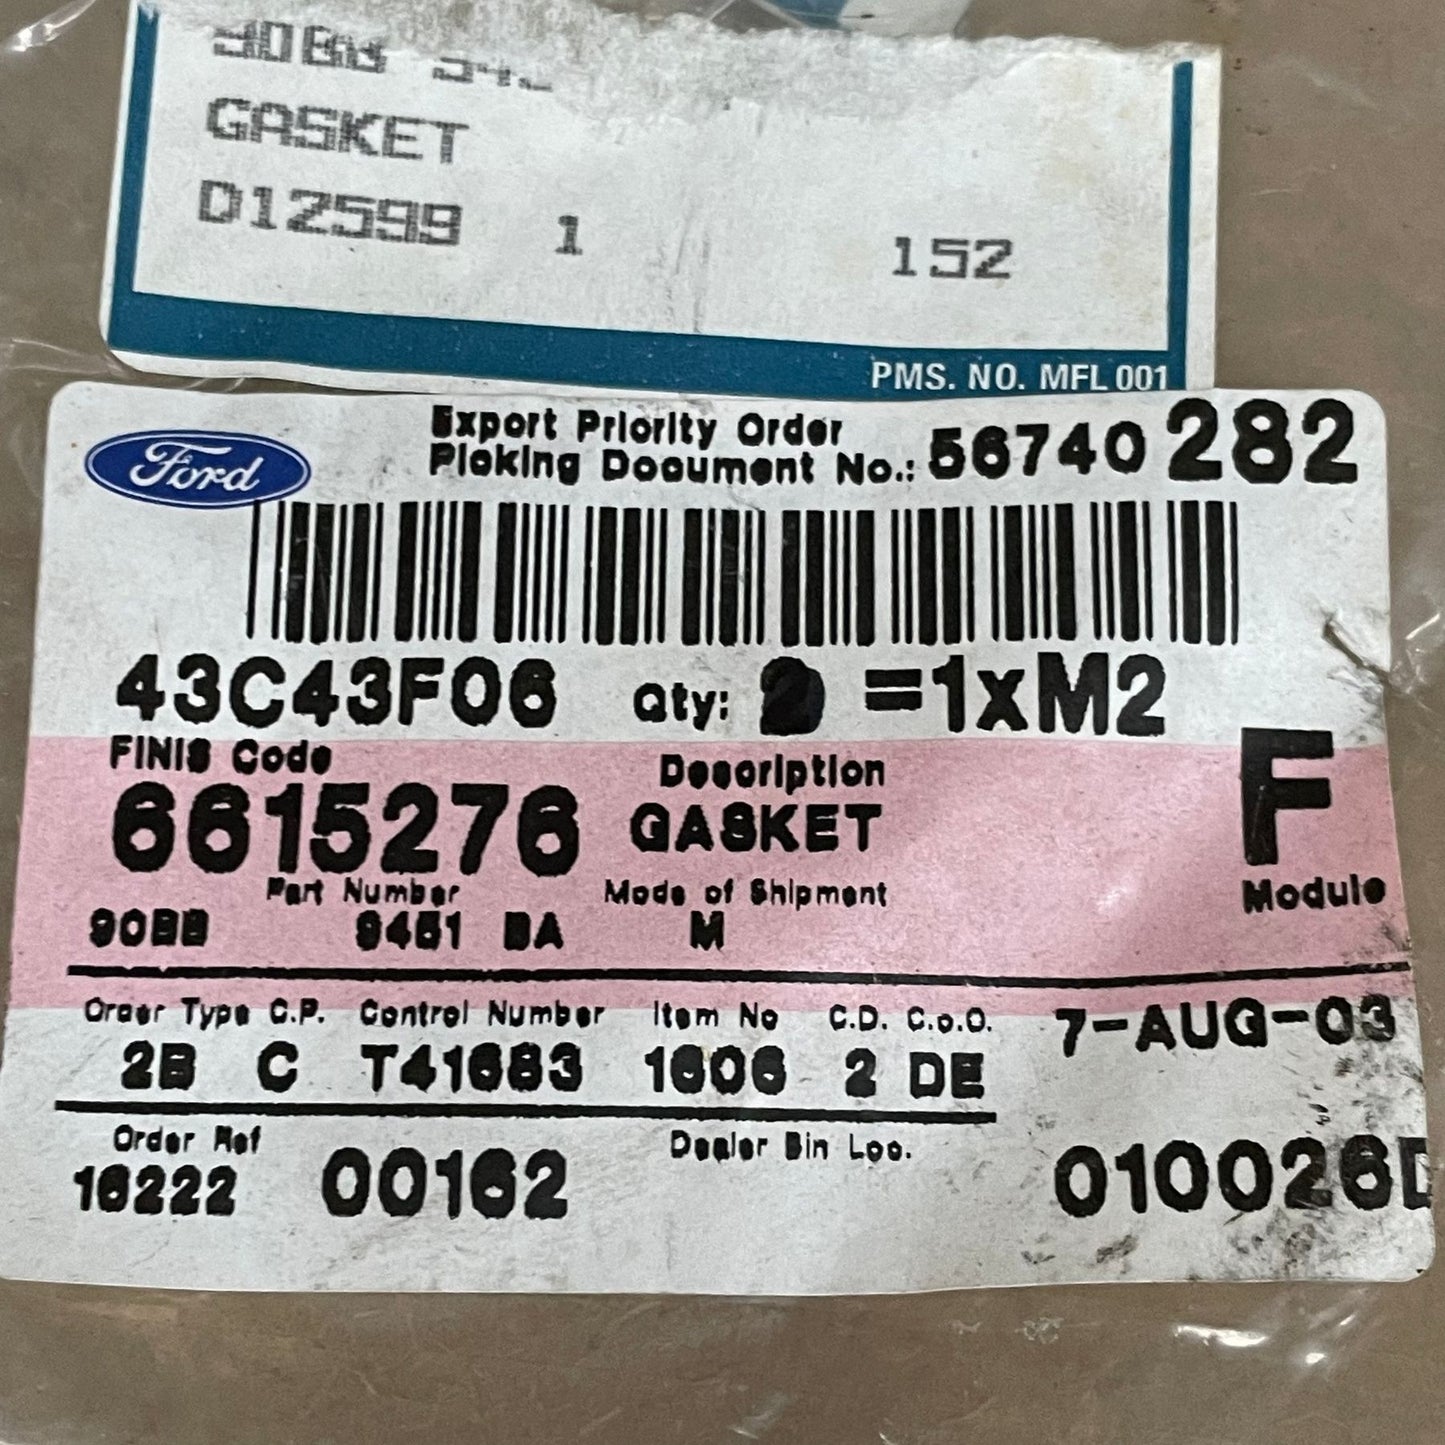 GASKET
D12599 1 152
PMS. NO. MFL 001
Ford
Export Priority Order
Picking Document No.: 56740 282
43C43F06 Qty: 2 =1xM2
FINIS Code Description
6615276 GASKET F
Part Number Mode of Shipment Module
90BB 9451 BA M
Order Type C.P. Control Number Item No C.D. C.o.O. 7-AUG-03
2B C T41683 1606 2 DE
Order Ref Dealer Bin Loc.
16222 00162 010026D